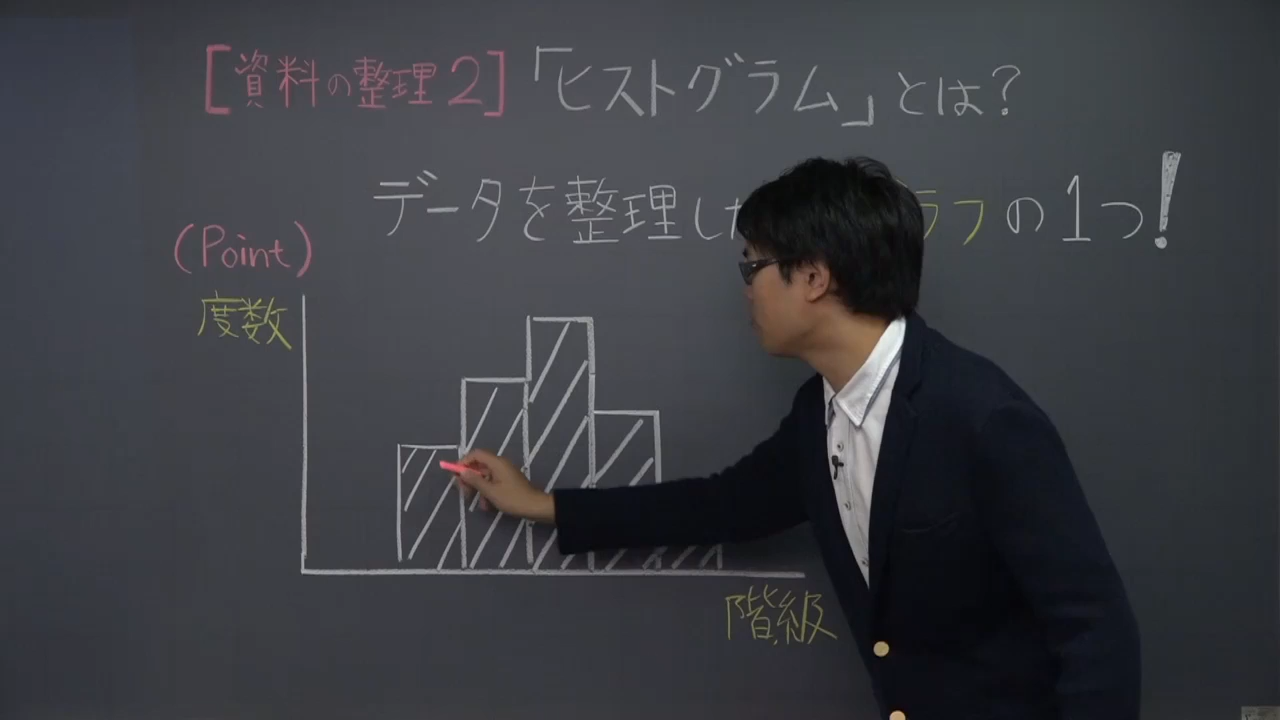 [資料の整理2]「ヒストグラム」とは?
データを整理した ラフの1つ!
(Point)
度数
階級